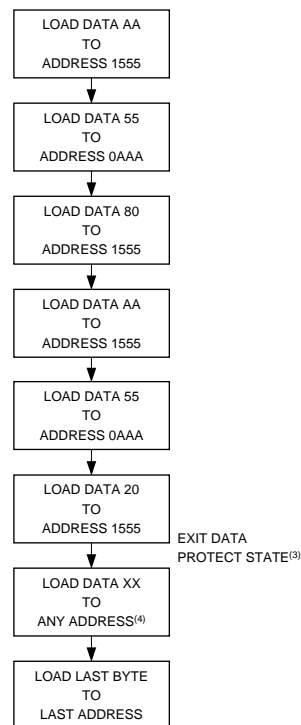 LOAD DATA AA
TO
ADDRESS 1555
LOAD DATA 55
TO
ADDRESS 0AAA
LOAD DATA 80
TO
ADDRESS 1555
LOAD DATA AA
TO
ADDRESS 1555
LOAD DATA 55
TO
ADDRESS 0AAA
LOAD DATA 20
TO
ADDRESS 1555
EXIT DATA
PROTECT STATE(3)
LOAD DATA XX
TO
ANY ADDRESS(4)
LOAD LAST BYTE
TO
LAST ADDRESS